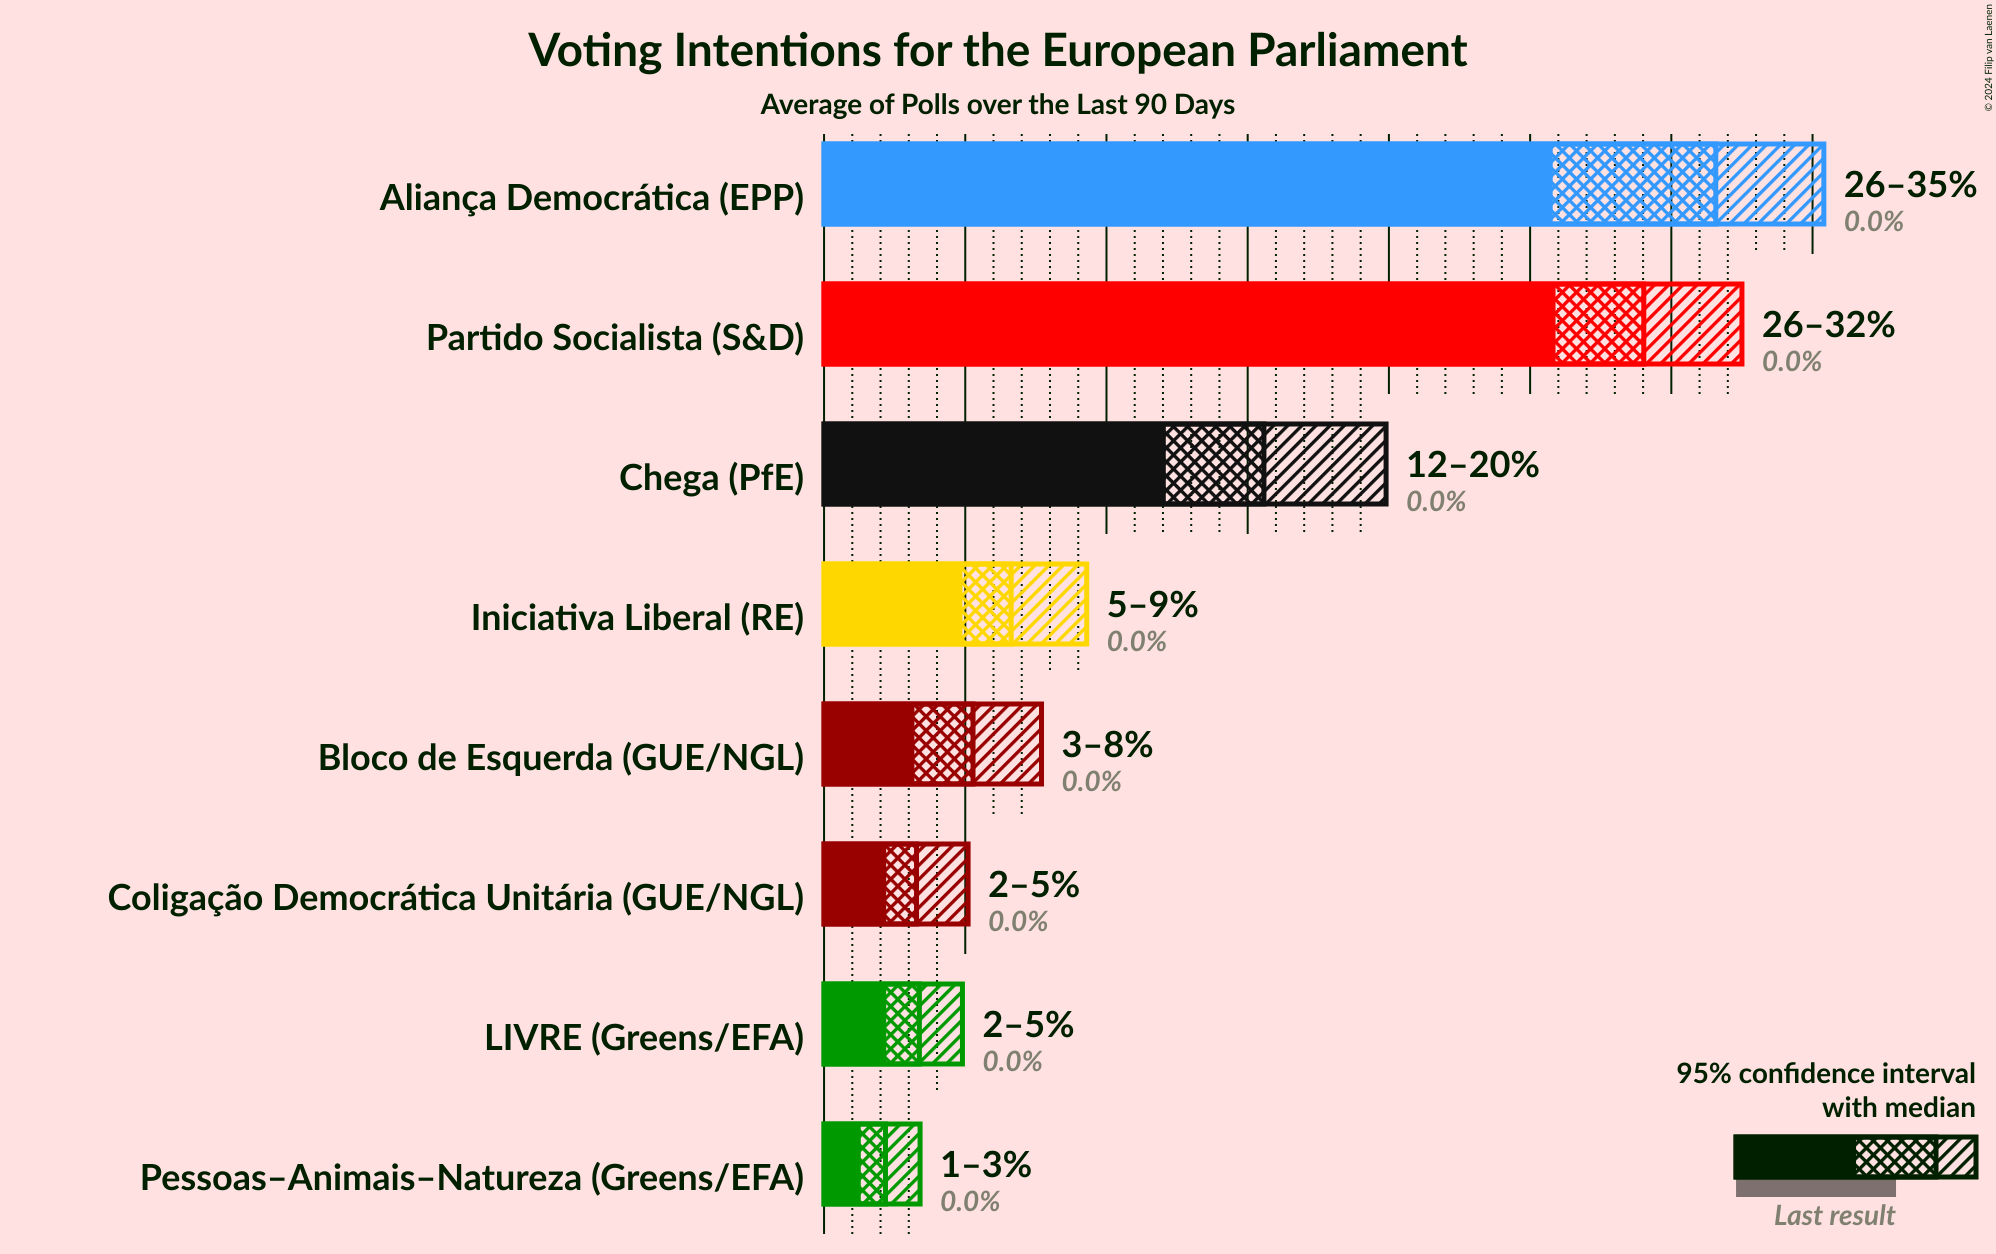 Voting Intentions for the European Parliament
Average of Polls over the Last 90 Days
© 2024 Filip van Laenen
Aliança Democrática (EPP)
26–35%
0.0%
Partido Socialista (S&D)
26–32%
0.0%
Chega (PfE)
12–20%
0.0%
Iniciativa Liberal (RE)
5–9%
0.0%
Bloco de Esquerda (GUE/NGL)
3–8%
0.0%
Coligação Democrática Unitária (GUE/NGL)
2–5%
0.0%
LIVRE (Greens/EFA)
2–5%
0.0%
Pessoas–Animais–Natureza (Greens/EFA)
1–3%
0.0%
95% confidence interval
with median
Last result